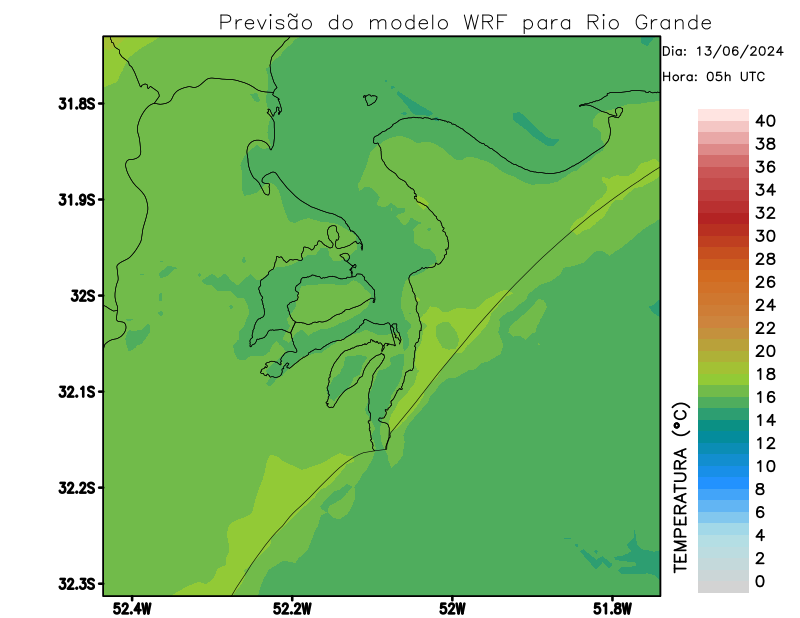 Previsão do modelo WRF para Rio Grande
Dia: 13/06/2024
Hora: 05h UTC
31.8S
31.9S
32S
32.1S
32.2S
32.3S
52.4W
52.2W
52W
51.8W
TEMPERATURA (°C)
40
38
36
34
32
30
28
26
24
22
20
18
16
14
12
10
8
6
4
2
0